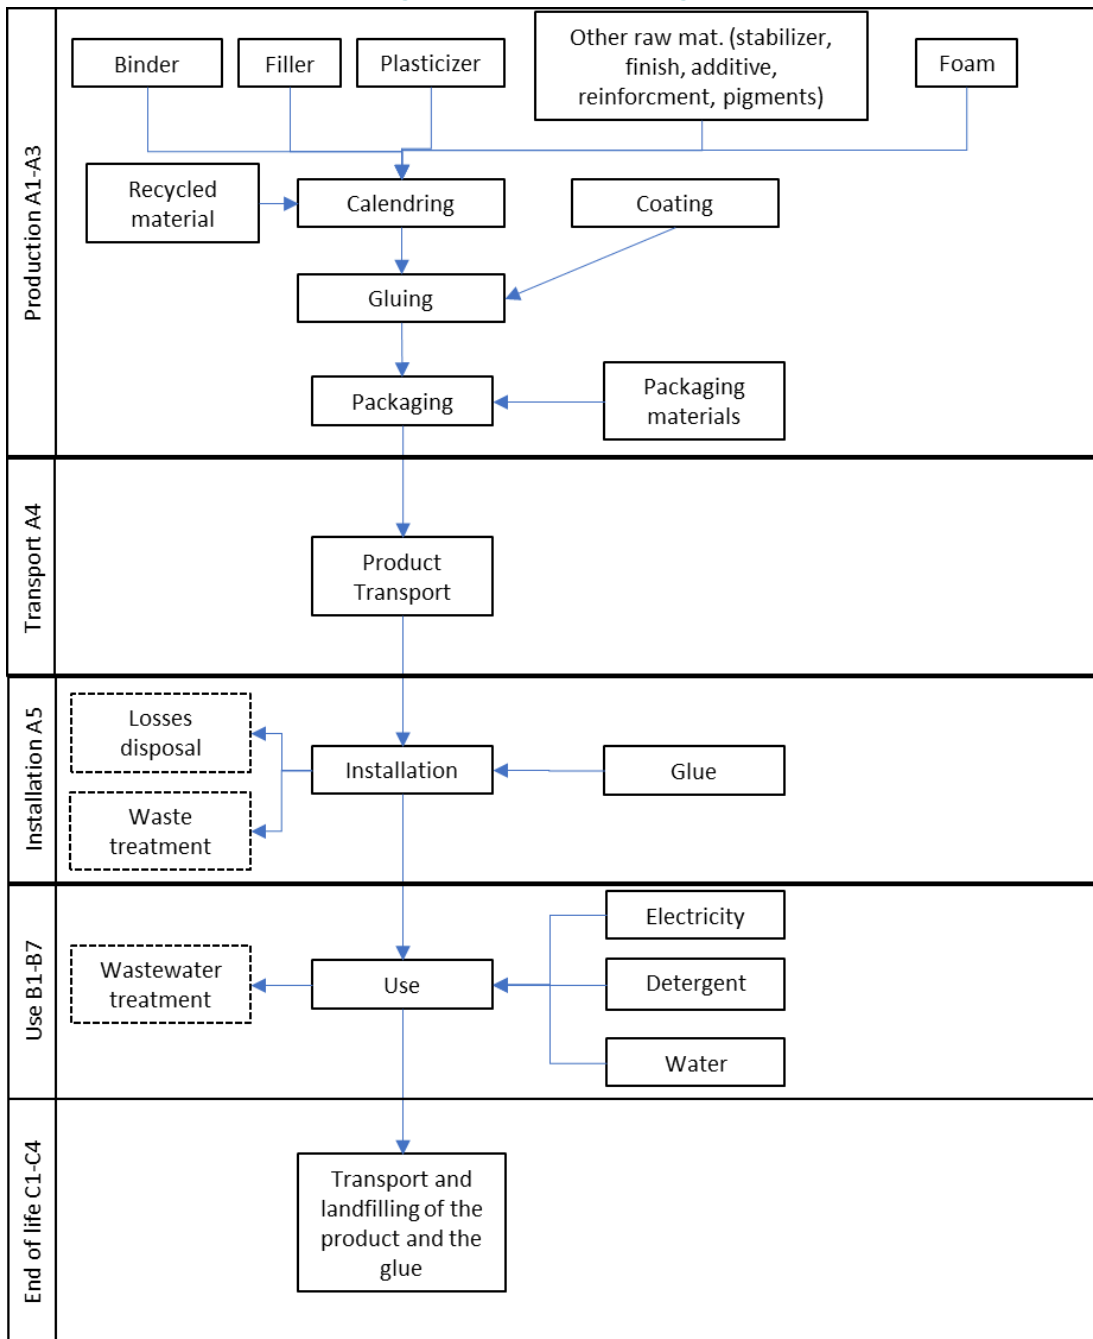 Production A1-A3
Binder
Filler
Plasticizer
Other raw mat. (stabilizer,
finish, additive,
reinforcment, pigments)
Foam
Recycled
material
Calendring
Coating
Gluing
Packaging
Packaging
materials
Transport A4
Product
Transport
Installation A5
Losses
disposal
Installation
Glue
Waste
treatment
Use B1-B7
Electricity
Wastewater
treatment
Use
Detergent
Water
End of life C1-C4
Transport and
landfilling of the
product and the
glue